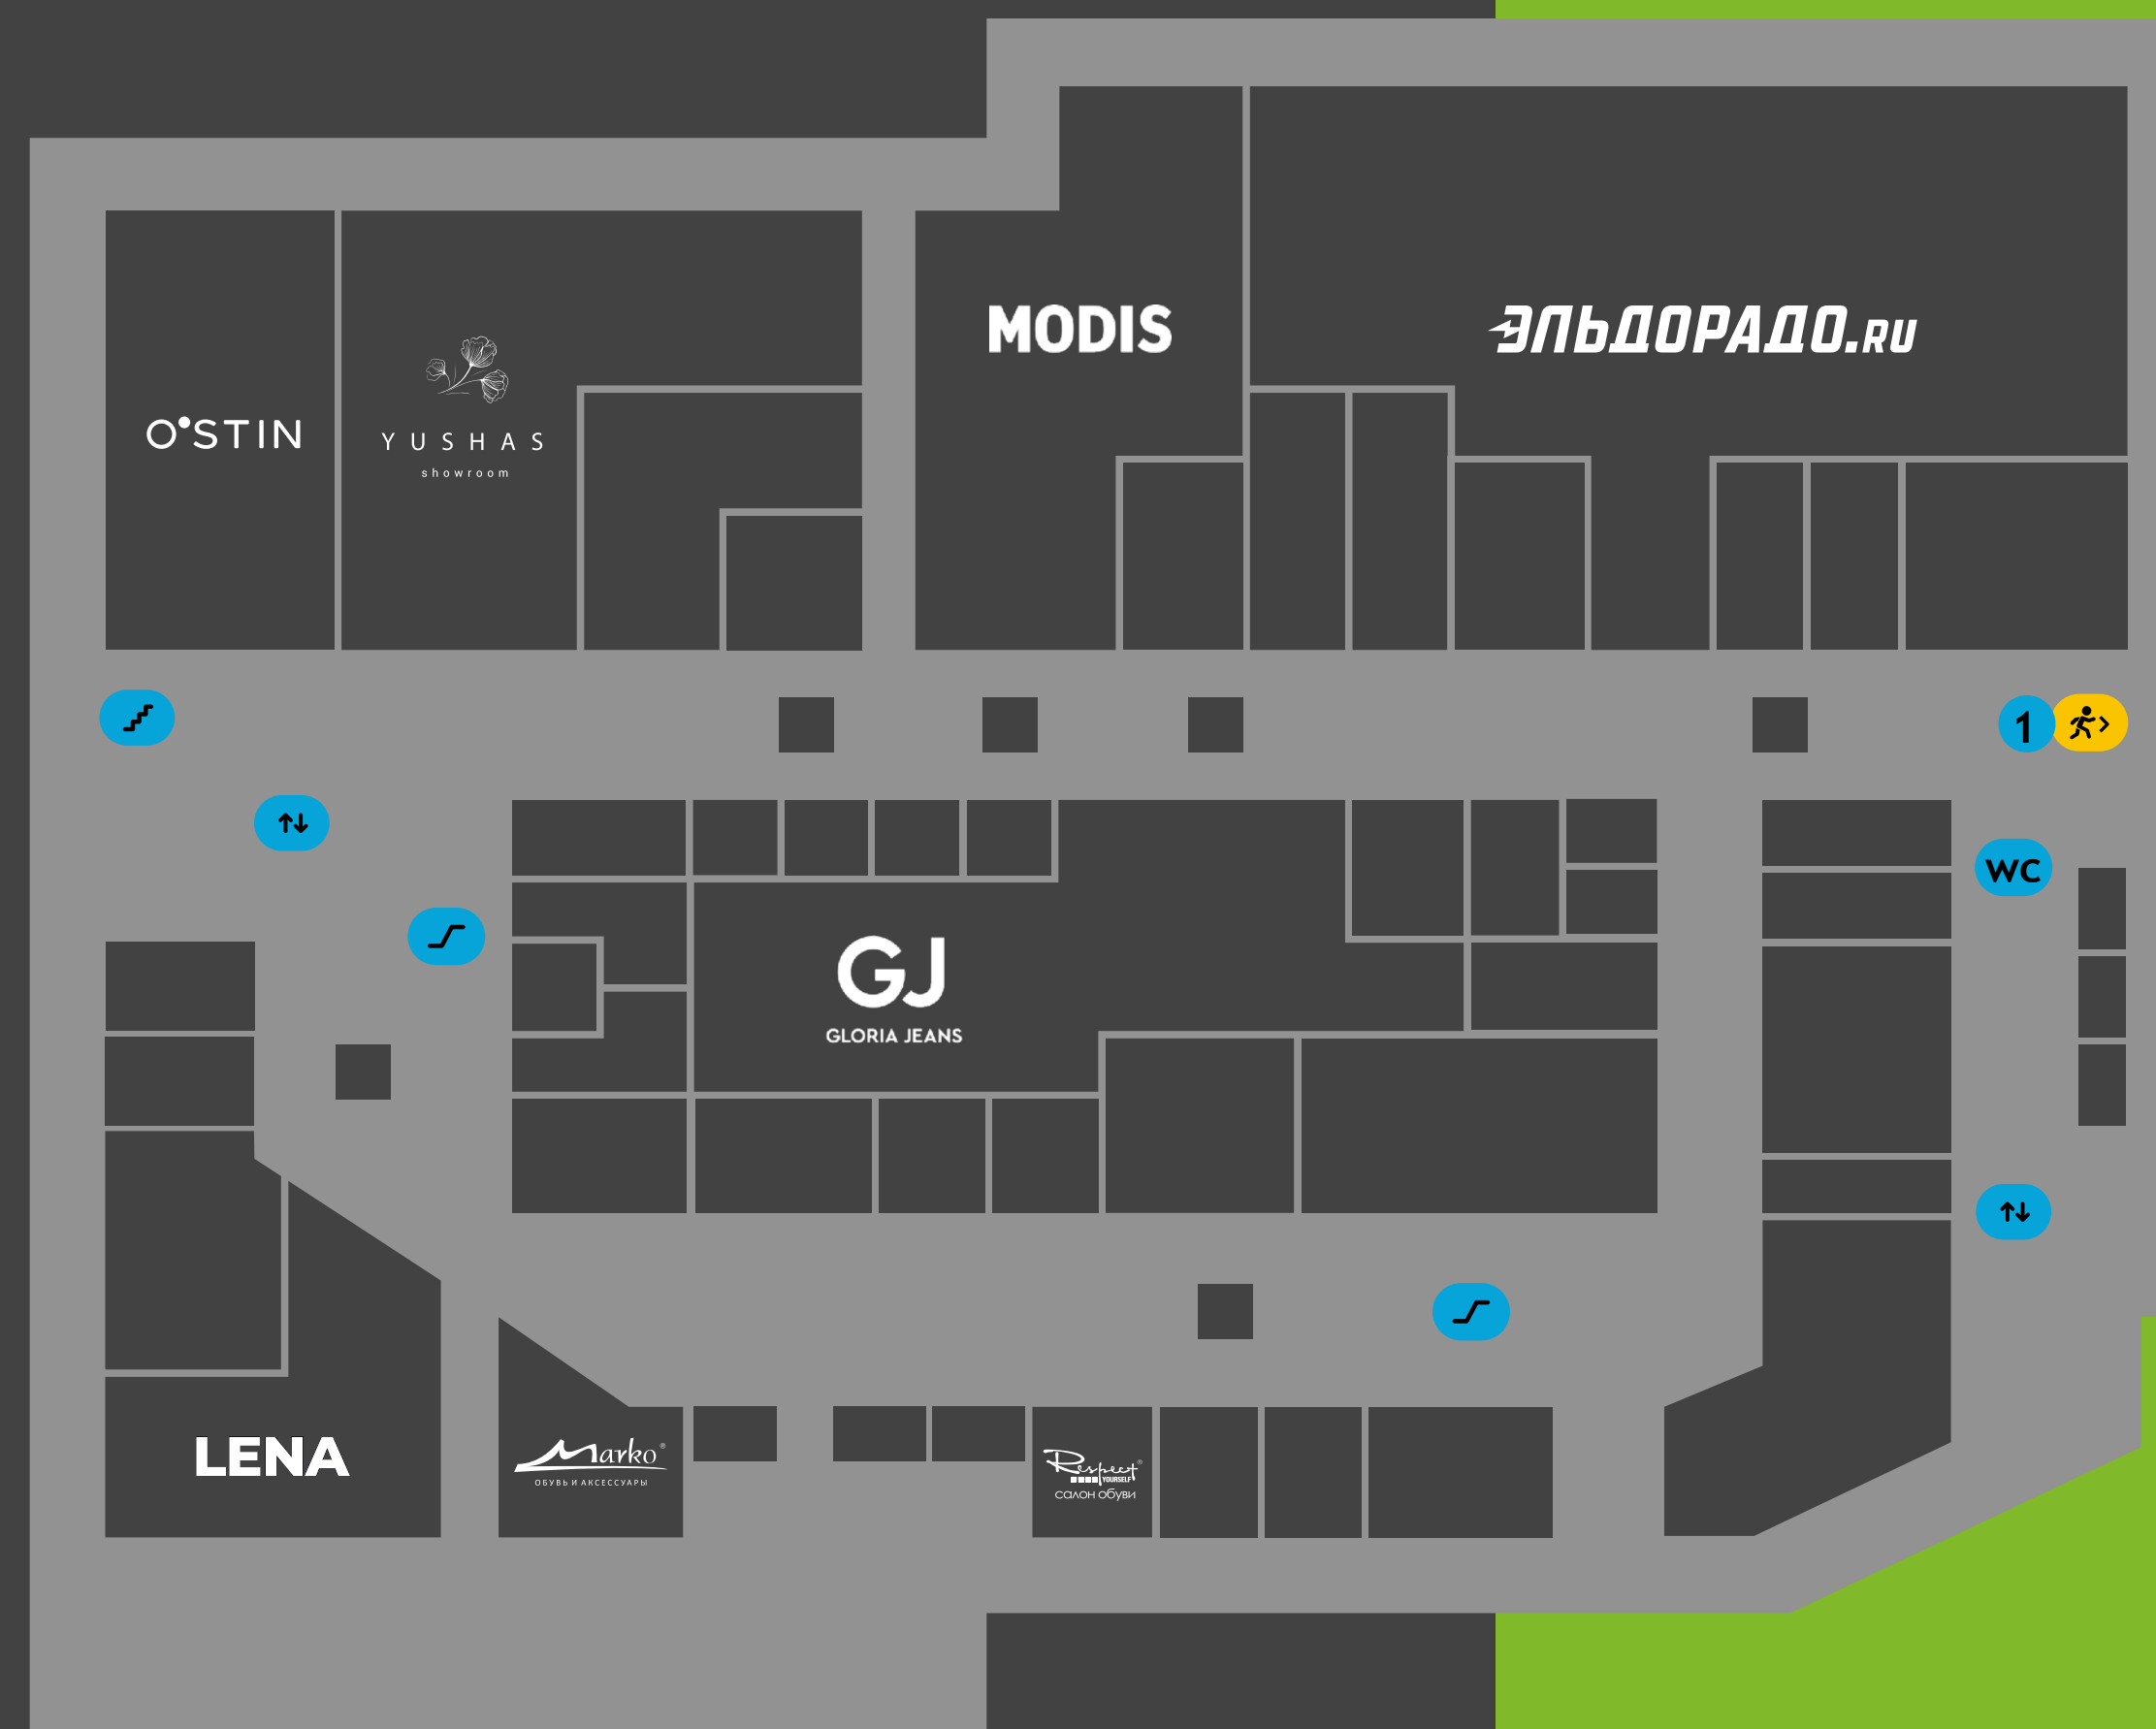 MODIS
ЭЛЬДОРАДО.RU
O'STIN
YUSHAS
showroom
1
WC
GJ
GLORIA JEANS
LENA
Marko®
ОБУВЬ И АКСЕССУАРЫ
Respect®
YOURSELF
салон обуви